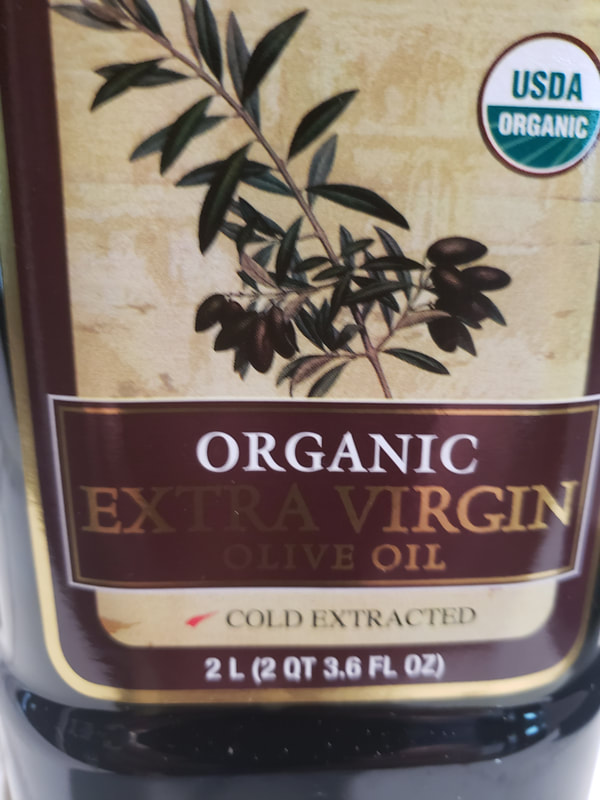 USDA
ORGANIC
ORGANIC
EXTRA VIRGIN
OLIVE OIL
COLD EXTRACTED
2 L (2 QT 3.6 FL OZ)